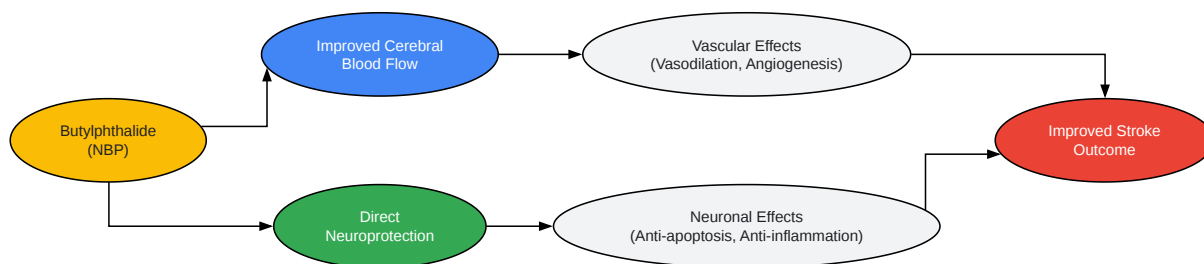 Improved Cerebral
Blood Flow
Vascular Effects
(Vasodilation, Angiogenesis)
Butylphthalide
(NBP)
Improved Stroke
Outcome
Direct
Neuroprotection
Neuronal Effects
(Anti-apoptosis, Anti-inflammation)